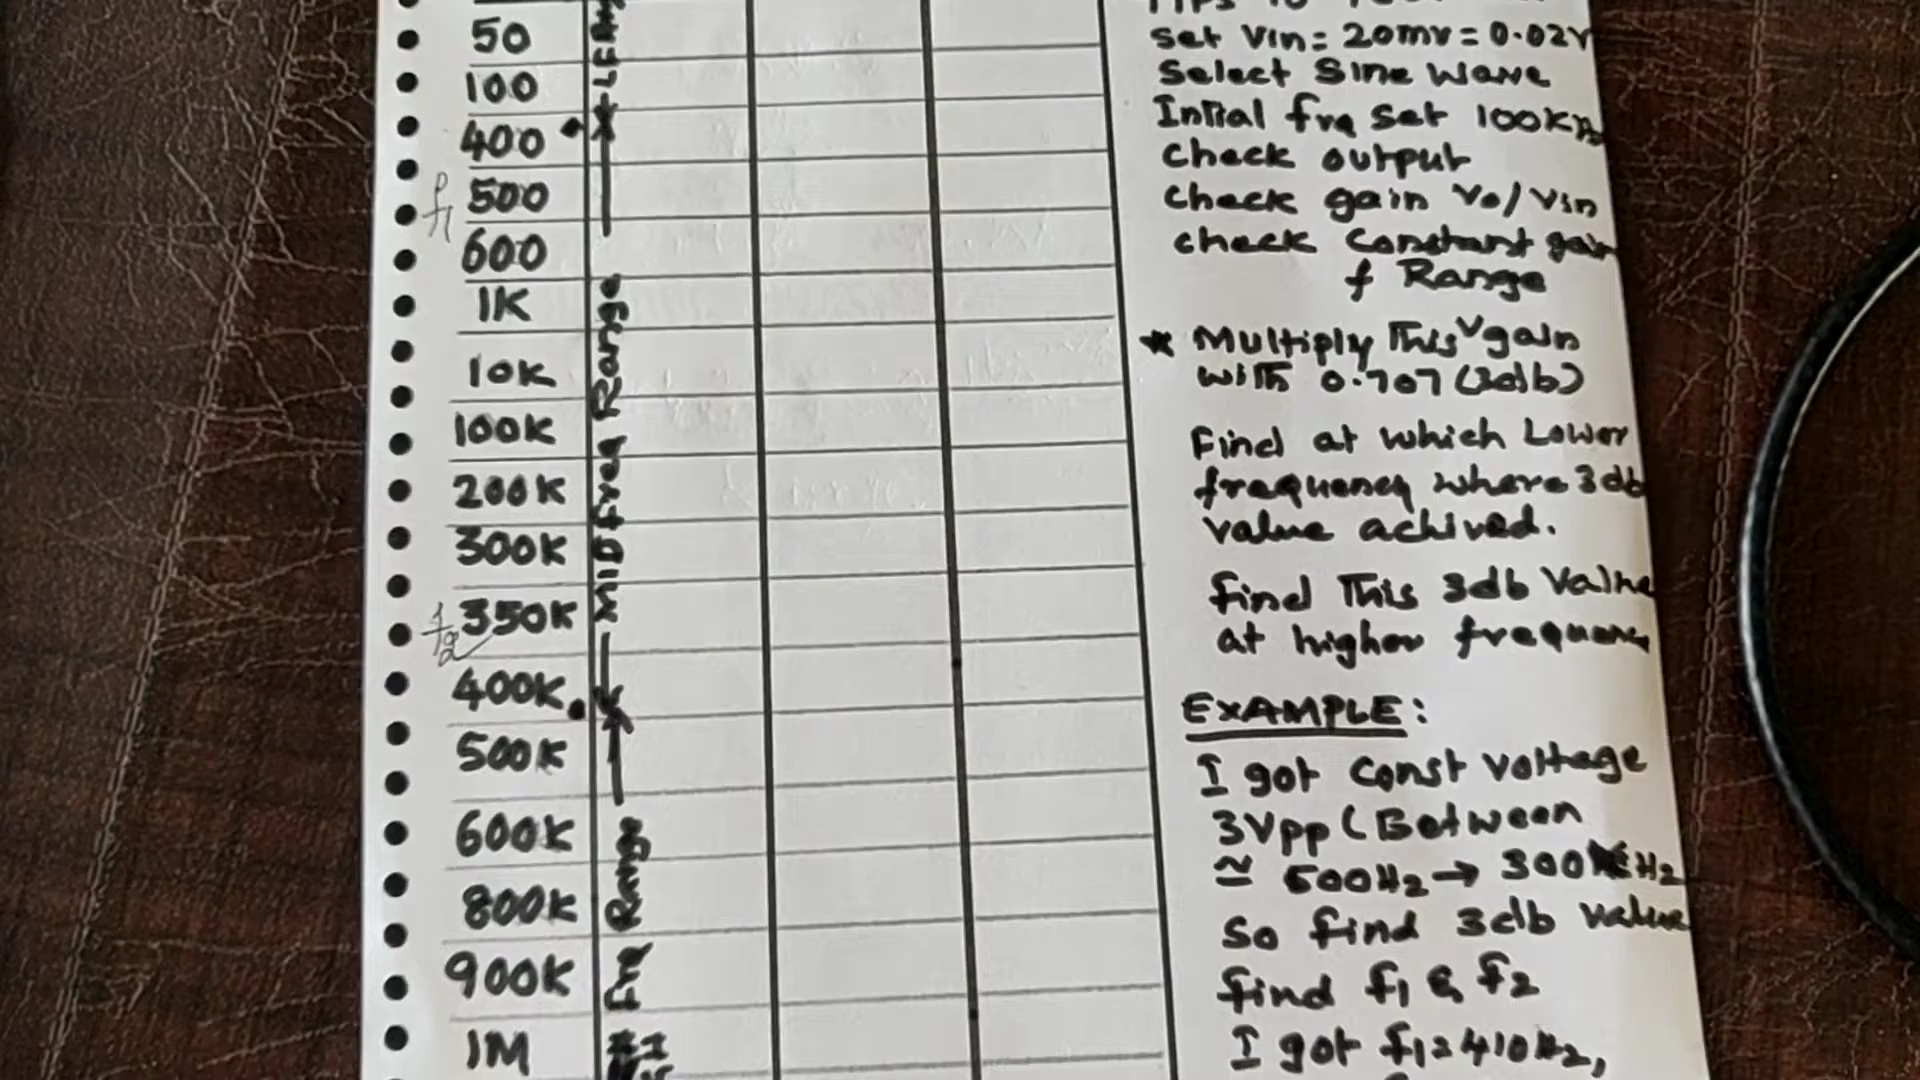 50
100
400
f1 500
600
1K
10K
100K
200K
300K
f2 350K
400K
500K
600K
800K
900K
1M
MID freq Range
frq Range
set Vin = 20mv = 0.02V
Select Sine Wave
Initial frq set 100KHz
check output
check gain Vo/Vin
check constant gain
f Range
* Multiply This V gain
with 0.707 (3db)
Find at which Lower
frequency where 3db
value achived.
find This 3db Value
at higher frequency
EXAMPLE:
I got const voltage
3Vpp (Between
≃ 500Hz → 300KHz
So find 3db value
find f1 & f2
I got f1=410Hz,